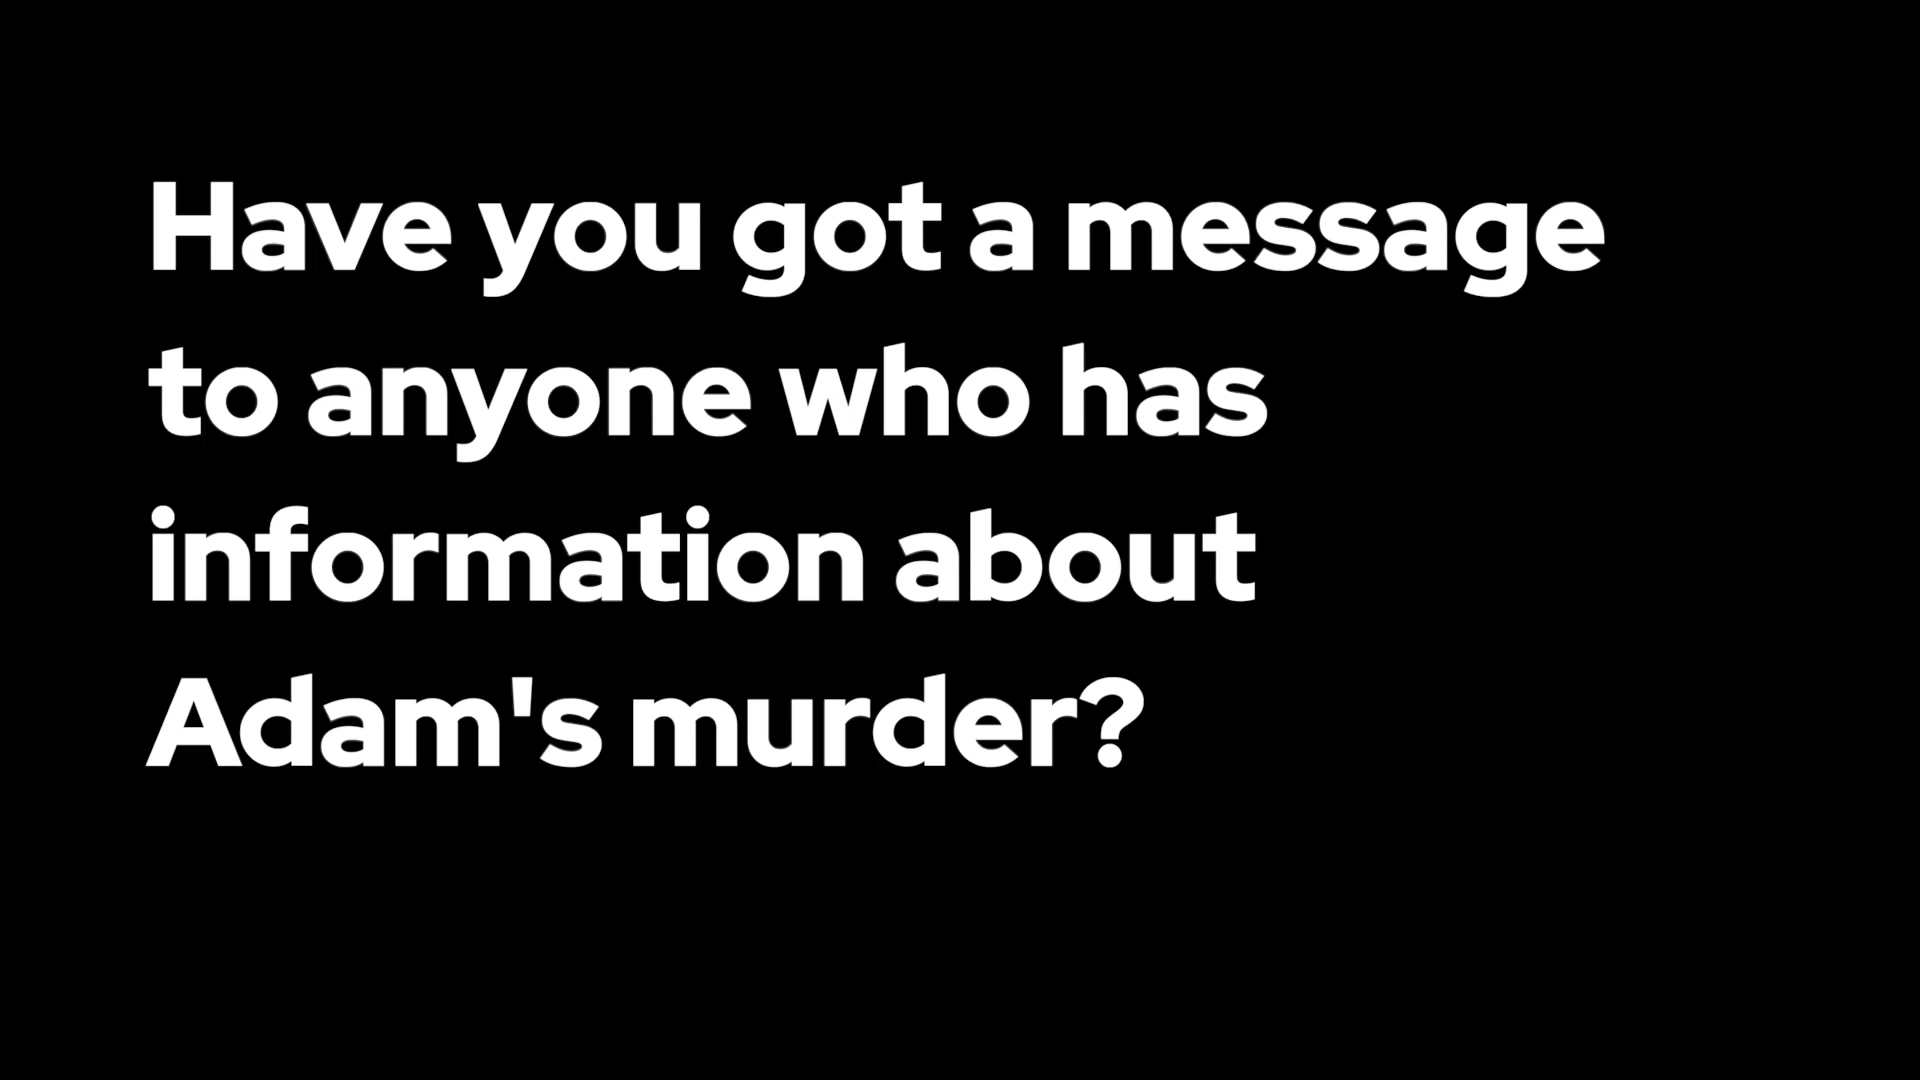 Have you got a message
to anyone who has
information about
Adam's murder?